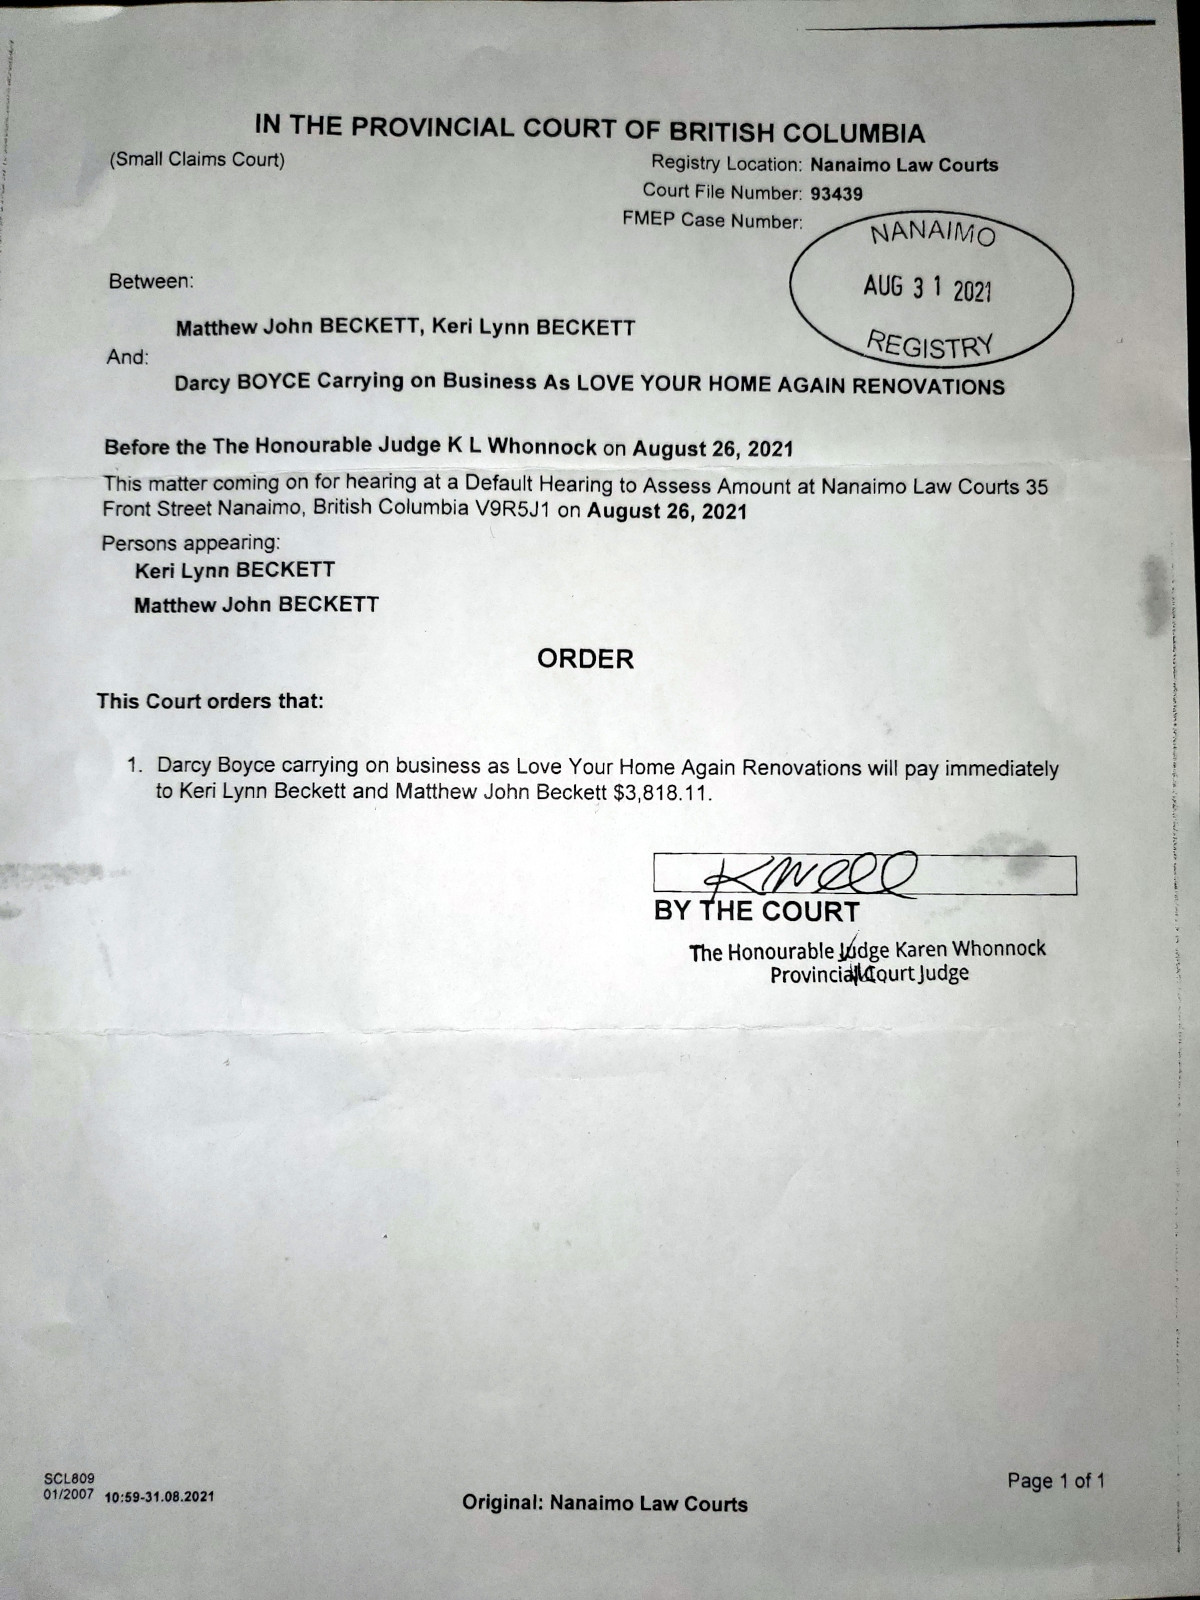 IN THE PROVINCIAL COURT OF BRITISH COLUMBIA
(Small Claims Court)
Registry Location: Nanaimo Law Courts
Court File Number: 93439
FMEP Case Number:
NANAIMO
AUG 31 2021
REGISTRY
Between:
Matthew John BECKETT, Keri Lynn BECKETT
And:
Darcy BOYCE Carrying on Business As LOVE YOUR HOME AGAIN RENOVATIONS
Before the The Honourable Judge K L Whonnock on August 26, 2021
This matter coming on for hearing at a Default Hearing to Assess Amount at Nanaimo Law Courts 35
Front Street Nanaimo, British Columbia V9R5J1 on August 26, 2021
Persons appearing:
Keri Lynn BECKETT
Matthew John BECKETT
ORDER
This Court orders that:
1. Darcy Boyce carrying on business as Love Your Home Again Renovations will pay immediately
to Keri Lynn Beckett and Matthew John Beckett $3,818.11.
BY THE COURT
The Honourable Judge Karen Whonnock
Provincial Court Judge
SCL809
01/2007 10:59-31.08.2021
Original: Nanaimo Law Courts
Page 1 of 1